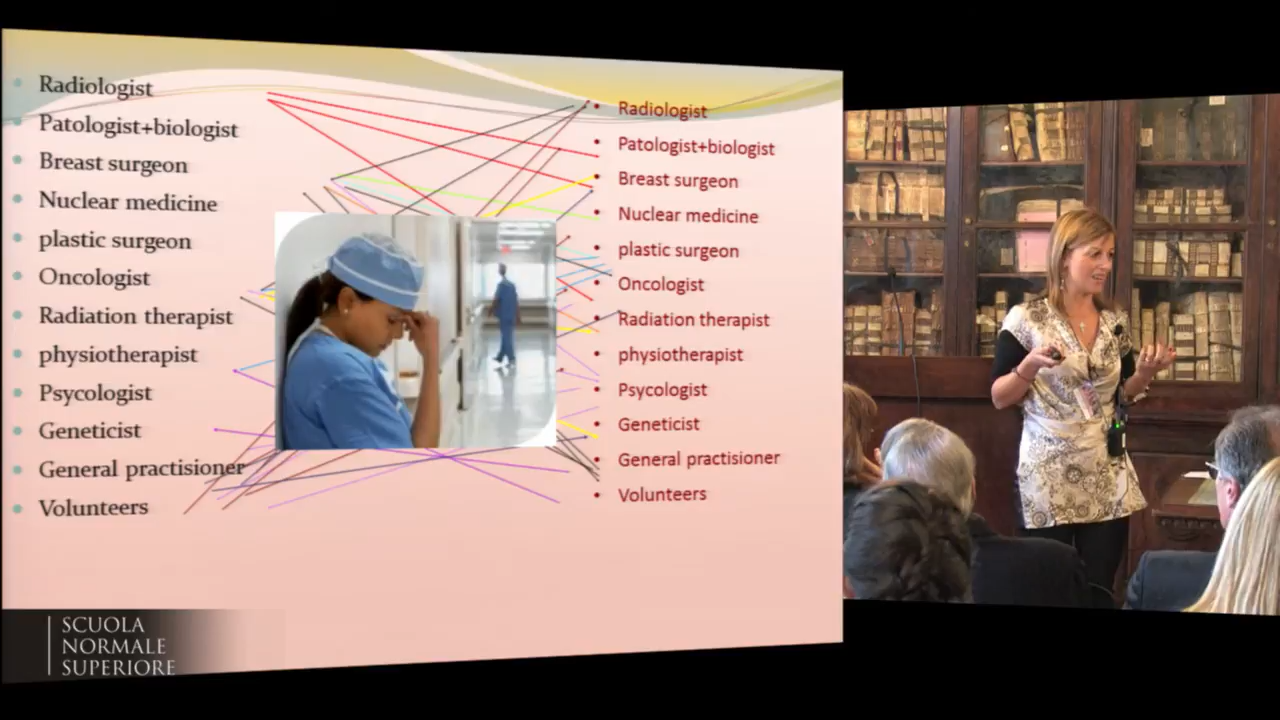 Radiologist
Patologist+biologist
Breast surgeon
Nuclear medicine
plastic surgeon
Oncologist
Radiation therapist
physiotherapist
Psycologist
Geneticist
General practisioner
Volunteers
Radiologist
Patologist+biologist
Breast surgeon
Nuclear medicine
plastic surgeon
Oncologist
Radiation therapist
physiotherapist
Psycologist
Geneticist
General practisioner
Volunteers
SCUOLA
NORMALE
SUPERIORE